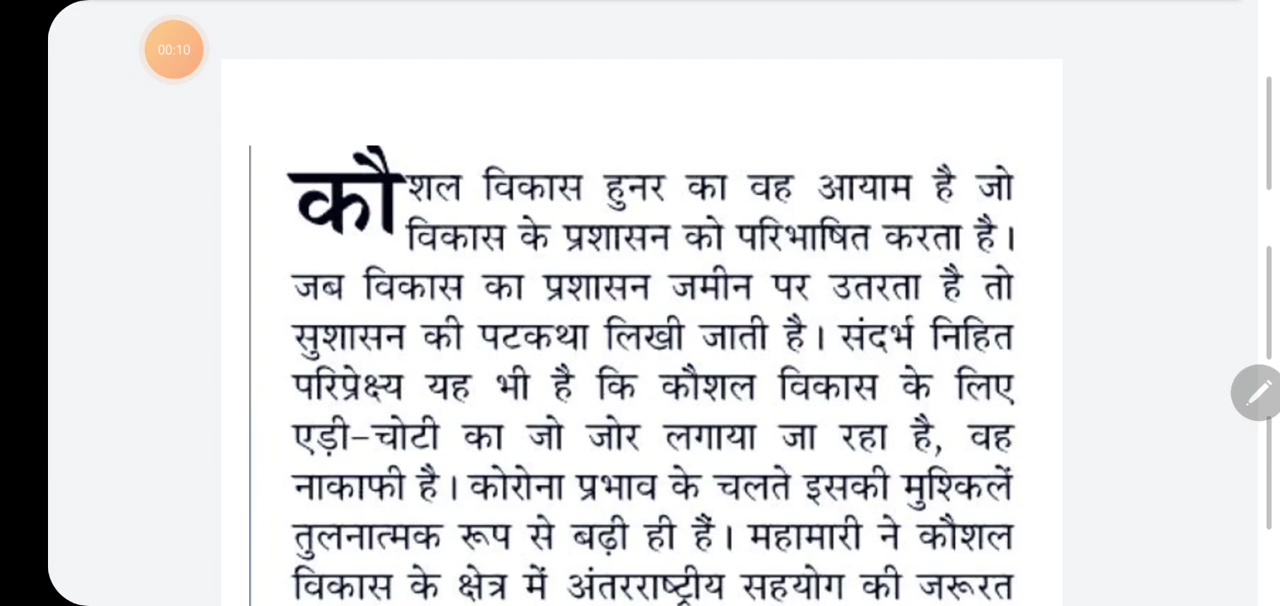 00:10
कौशल विकास हुनर का वह आयाम है जो
विकास के प्रशासन को परिभाषित करता है।
जब विकास का प्रशासन जमीन पर उतरता है तो
सुशासन की पटकथा लिखी जाती है। संदर्भ निहित
परिप्रेक्ष्य यह भी है कि कौशल विकास के लिए
एड़ी-चोटी का जो जोर लगाया जा रहा है, वह
नाकाफी है। कोरोना प्रभाव के चलते इसकी मुश्किलें
तुलनात्मक रूप से बढ़ी ही हैं। महामारी ने कौशल
विकास के क्षेत्र में अंतरराष्ट्रीय सहयोग की जरूरत